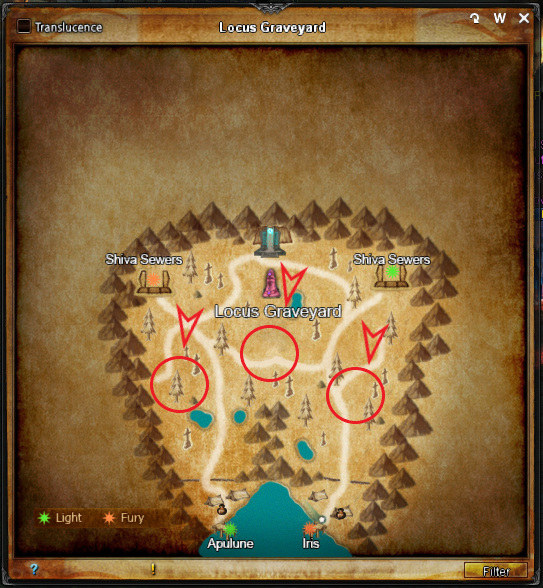 Translucence
Locus Graveyard
W
Shiva Sewers
Shiva Sewers
Locus Graveyard
Light
Fury
Apulune
Iris
?
!
Filter